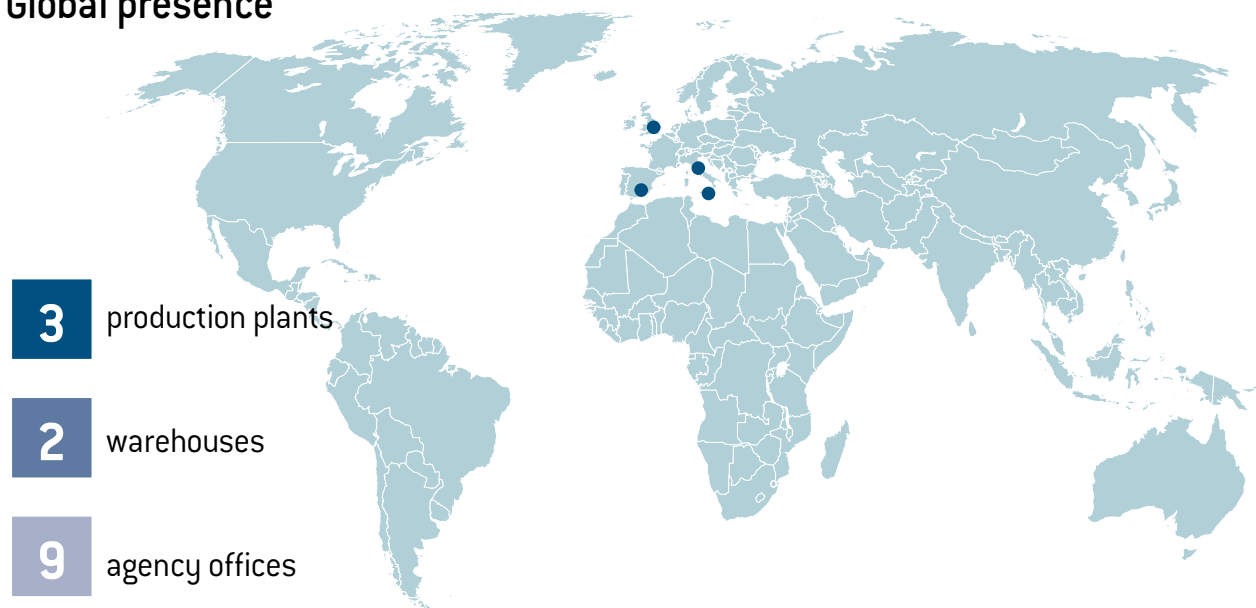 Global presence
3 production plants
2 warehouses
9 agency offices